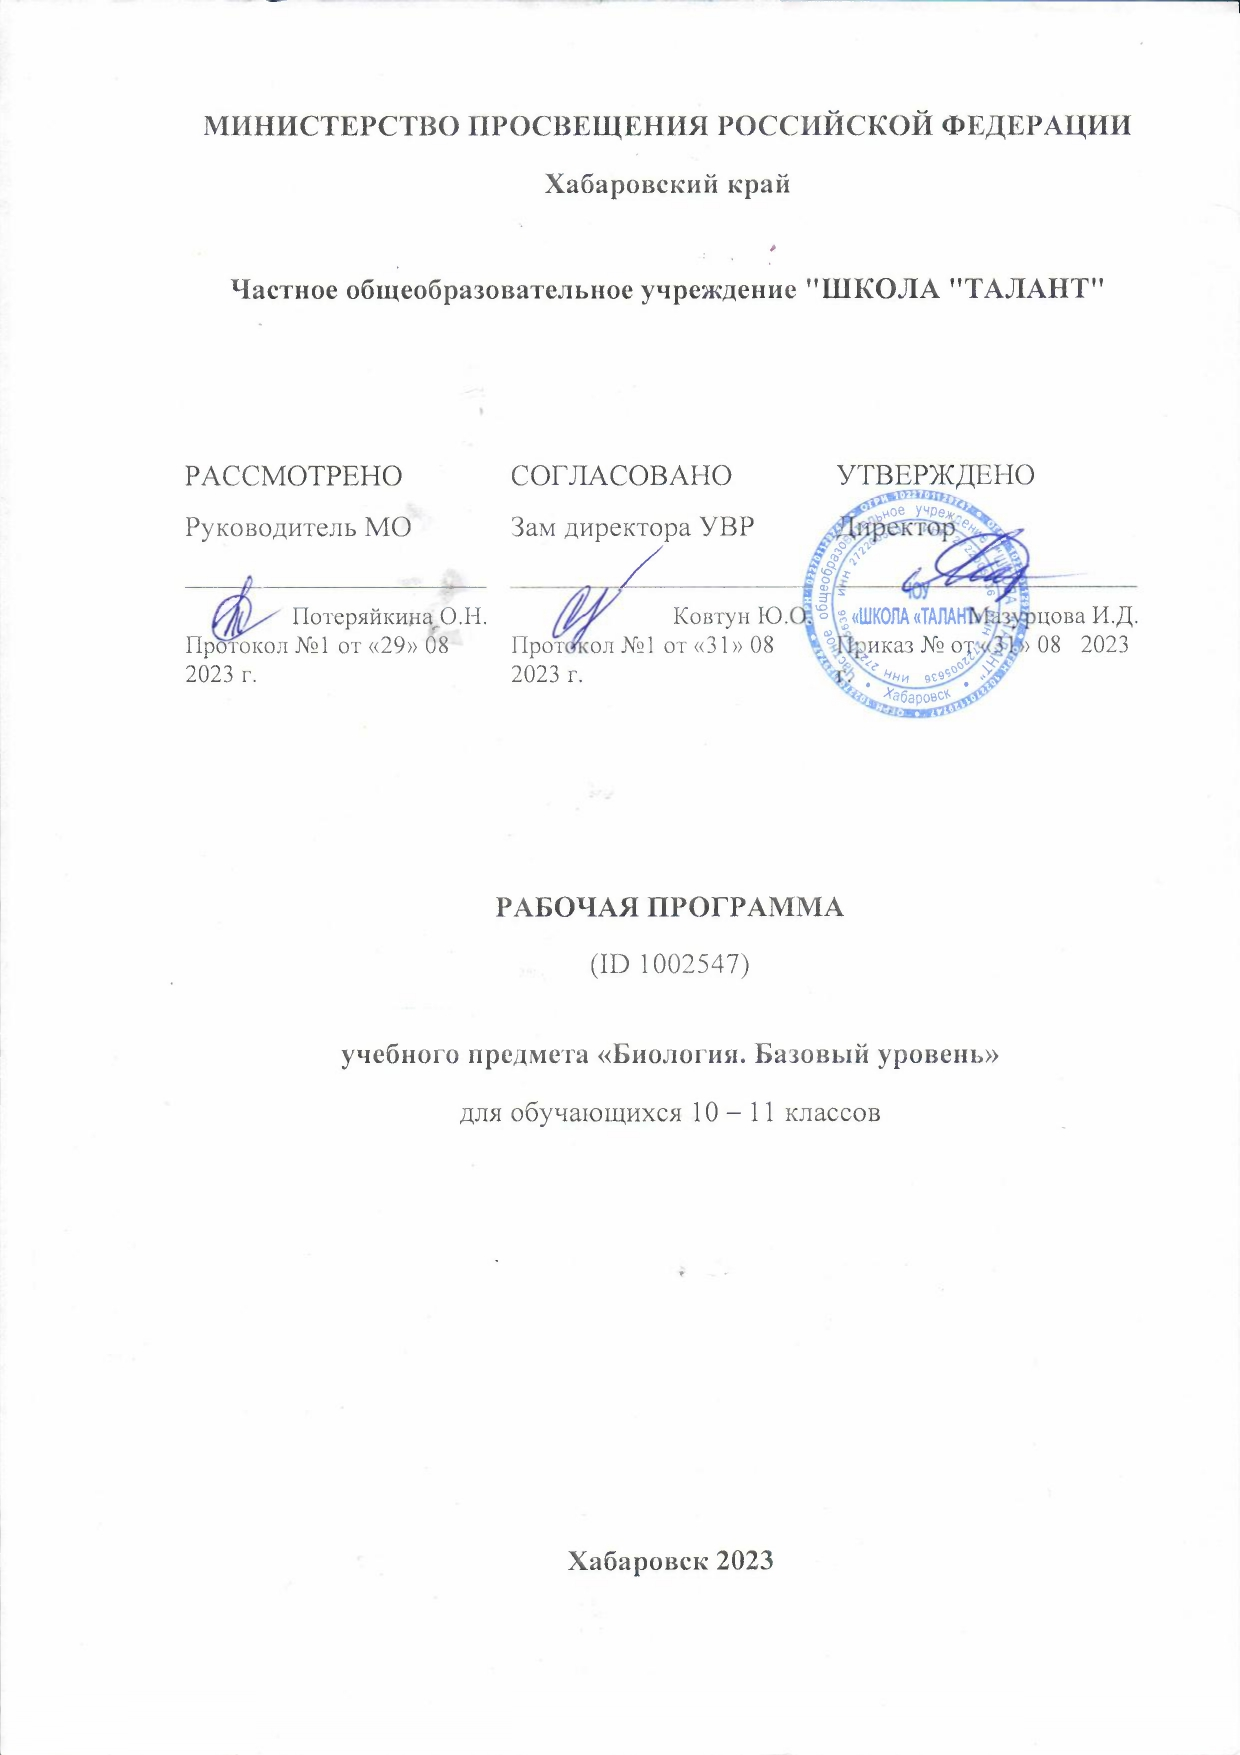 МИНИСТЕРСТВО ПРОСВЕЩЕНИЯ РОССИЙСКОЙ ФЕДЕРАЦИИ
Хабаровский край
Частное общеобразовательное учреждение "ШКОЛА "ТАЛАНТ"
РАССМОТРЕНО
Руководитель МО
Потеряйкина О.Н.
Протокол №1 от «29» 08
2023 г.
СОГЛАСОВАНО
Зам директора УВР
Ковтун Ю.О.
Протокол №1 от «31» 08
2023 г.
УТВЕРЖДЕНО
Директор
Мазурцова И.Д.
Приказ № от «31» 08 2023
г.
ЧОУ
«ШКОЛА «ТАЛАНТ
Частное общеобразовательное учреждение
Хабаровск
РАБОЧАЯ ПРОГРАММА
(ID 1002547)
учебного предмета «Биология. Базовый уровень»
для обучающихся 10 – 11 классов
Хабаровск 2023